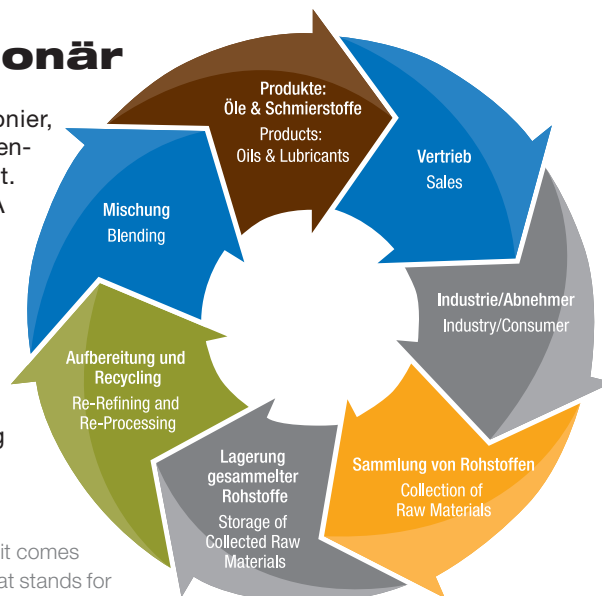 onär
onier,
en-
t.
A
Produkte:
Öle & Schmierstoffe
Products:
Oils & Lubricants
Vertrieb
Sales
Industrie/Abnehmer
Industry/Consumer
Sammlung von Rohstoffen
Collection of
Raw Materials
Lagerung
gesammelter
Rohstoffe
Storage of
Collected Raw
Materials
Aufbereitung und
Recycling
Re-Refining and
Re-Processing
Mischung
Blending
g
it comes
at stands for